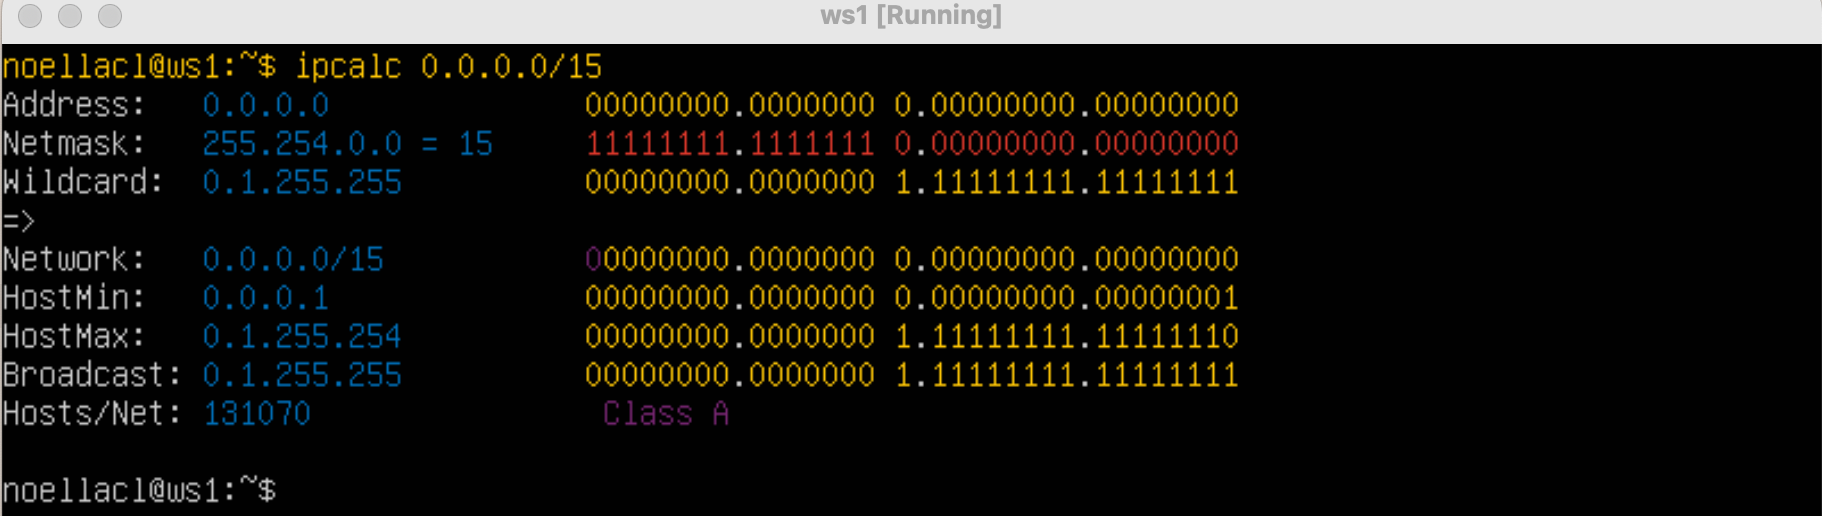 ws1 [Running]
noellacl@ws1:~$ ipcalc 0.0.0.0/15
Address:   0.0.0.0              00000000.0000000 0.00000000.00000000
Netmask:   255.254.0.0 = 15     11111111.1111111 0.00000000.00000000
Wildcard:  0.1.255.255          00000000.0000000 1.11111111.11111111
=>
Network:   0.0.0.0/15           00000000.0000000 0.00000000.00000000
HostMin:   0.0.0.1              00000000.0000000 0.00000000.00000001
HostMax:   0.1.255.254          00000000.0000000 1.11111111.11111110
Broadcast: 0.1.255.255          00000000.0000000 1.11111111.11111111
Hosts/Net: 131070                Class A
noellacl@ws1:~$